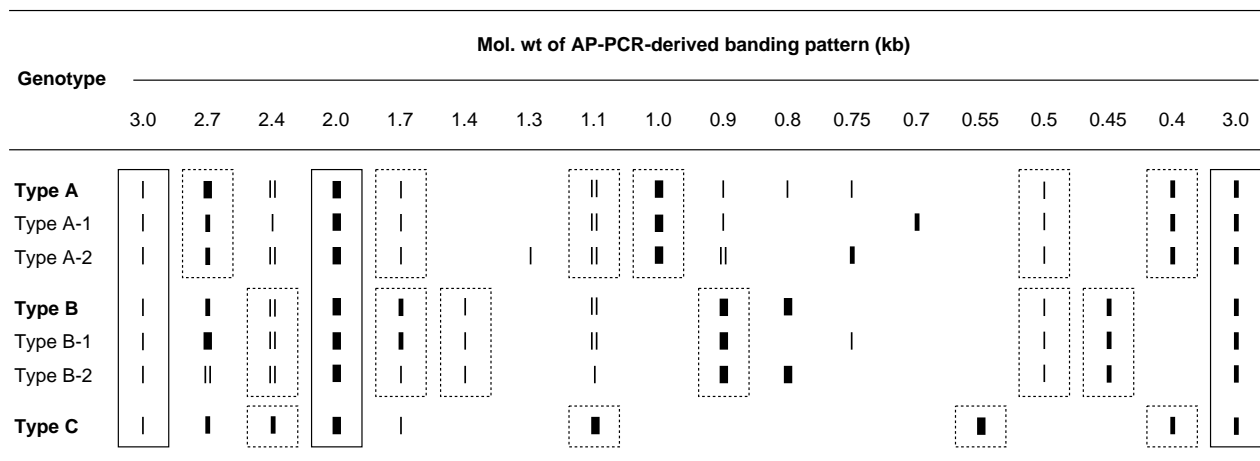 Mol. wt of AP-PCR-derived banding pattern (kb)
Genotype
3.0 2.7 2.4 2.0 1.7 1.4 1.3 1.1 1.0 0.9 0.8 0.75 0.7 0.55 0.5 0.45 0.4 3.0
Type A
Type A-1
Type A-2
Type B
Type B-1
Type B-2
Type C